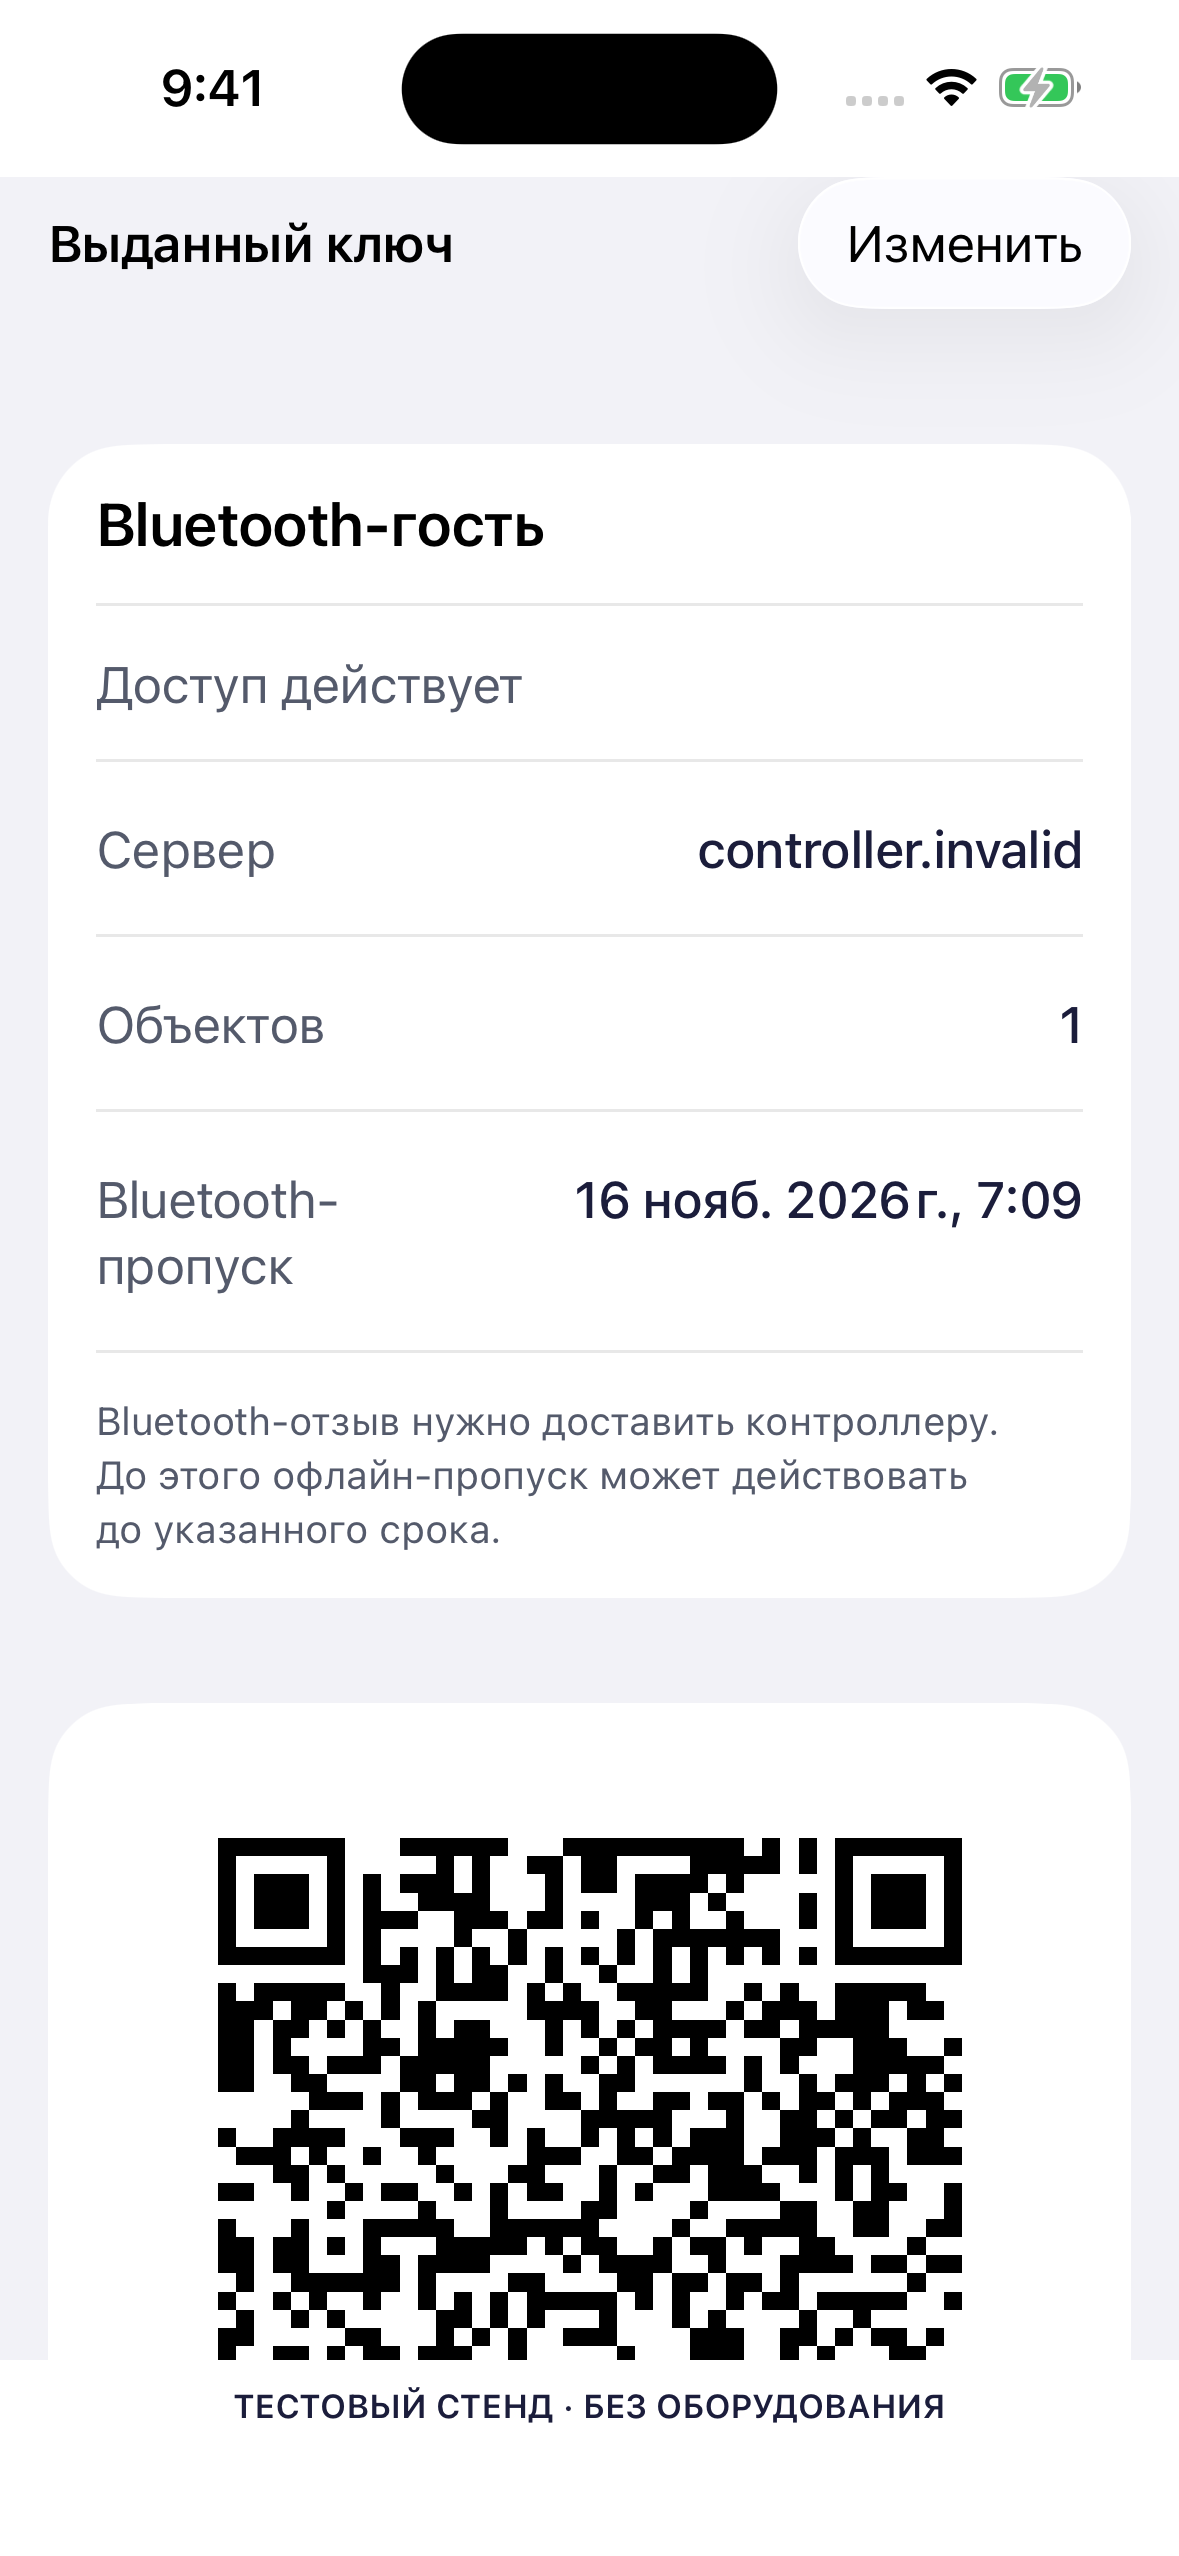 9:41
Выданный ключ
Изменить
Bluetooth-гость
Доступ действует
Сервер
controller.invalid
Объектов
1
Bluetooth-
пропуск
16 нояб. 2026 г., 7:09
Bluetooth-отзыв нужно доставить контроллеру.
До этого офлайн-пропуск может действовать
до указанного срока.
ТЕСТОВЫЙ СТЕНД · БЕЗ ОБОРУДОВАНИЯ